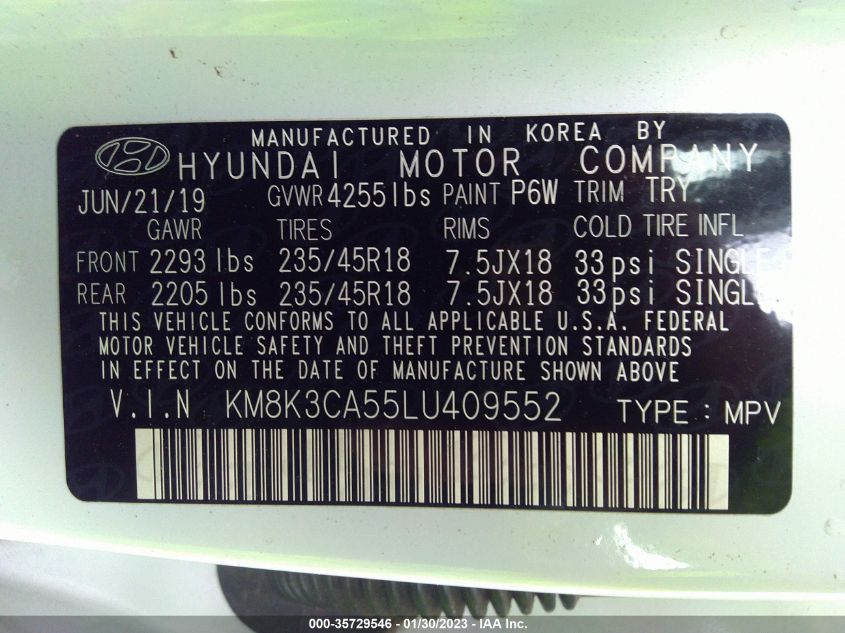 MANUFACTURED IN KOREA BY
HYUNDAI MOTOR COMPANY
JUN/21/19 GVWR 4255lbs PAINT P6W TRIM TRY
GAWR TIRES RIMS COLD TIRE INFL
FRONT 2293 lbs 235/45R18 7.5JX18 33psi SINGLE
REAR 2205 lbs 235/45R18 7.5JX18 33psi SINGLE
THIS VEHICLE CONFORMS TO ALL APPLICABLE U.S.A. FEDERAL
MOTOR VEHICLE SAFETY AND THEFT PREVENTION STANDARDS
IN EFFECT ON THE DATE OF MANUFACTURE SHOWN ABOVE
V.I.N KM8K3CA55LU409552 TYPE : MPV
000-35729546 - 01/30/2023 - IAA Inc.